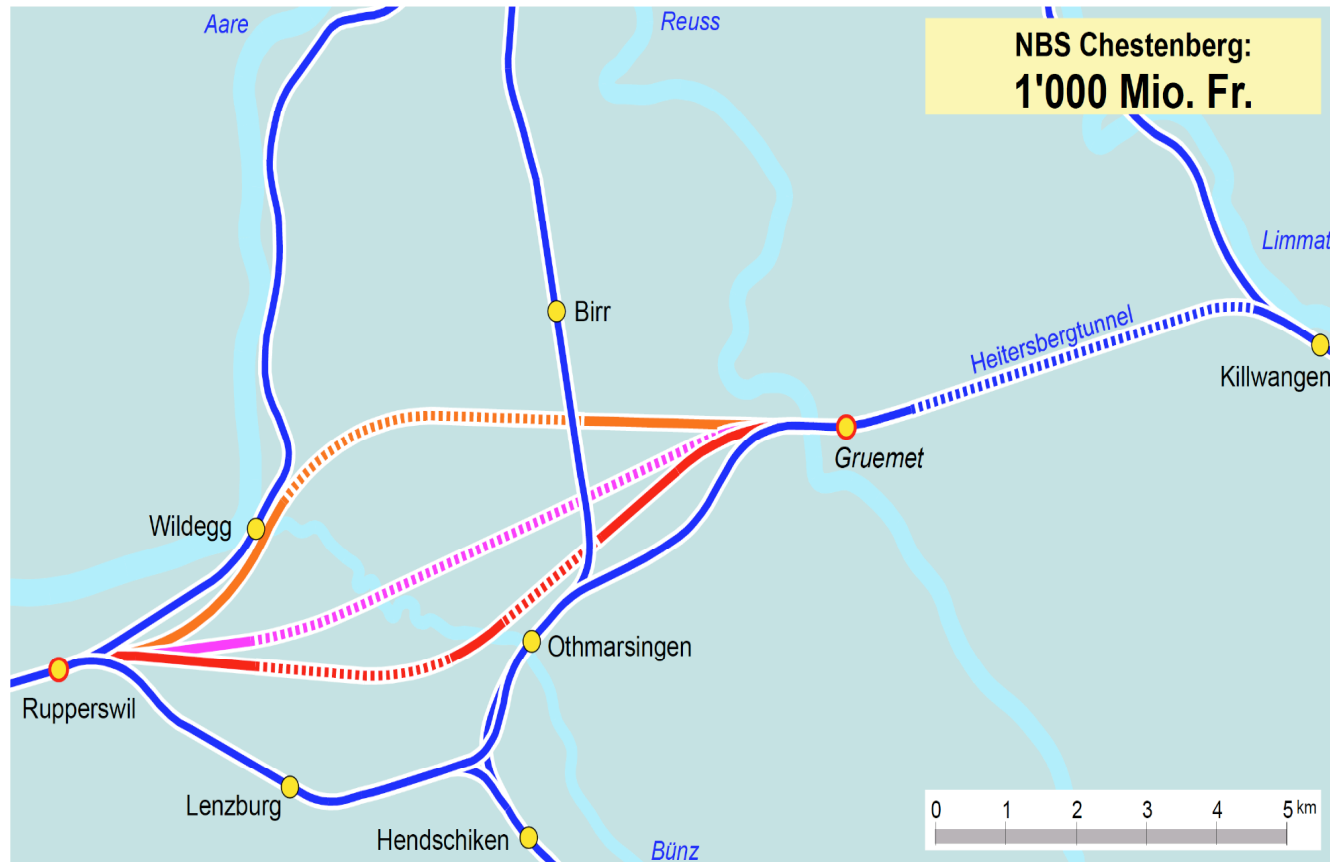 Aare
Reuss
NBS Chestenberg:
1'000 Mio. Fr.
Limmat
Birr
Heitersbergtunnel
Killwangen
Gruemet
Wildegg
Othmarsingen
Rupperswil
Lenzburg
Hendschiken
Bünz
0 1 2 3 4 5 km